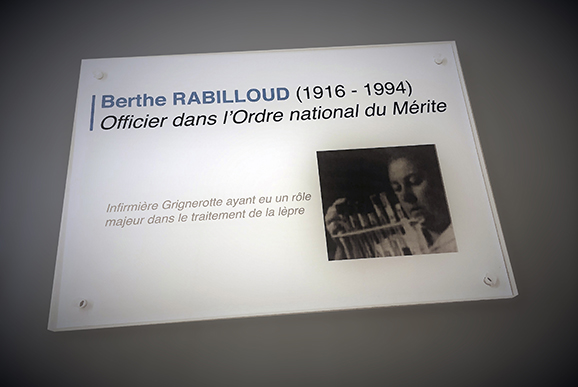 Berthe RABILLOUD (1916 - 1994)
Officier dans l'Ordre national du Mérite
Infirmière Grignerotte ayant eu un rôle
majeur dans le traitement de la lèpre